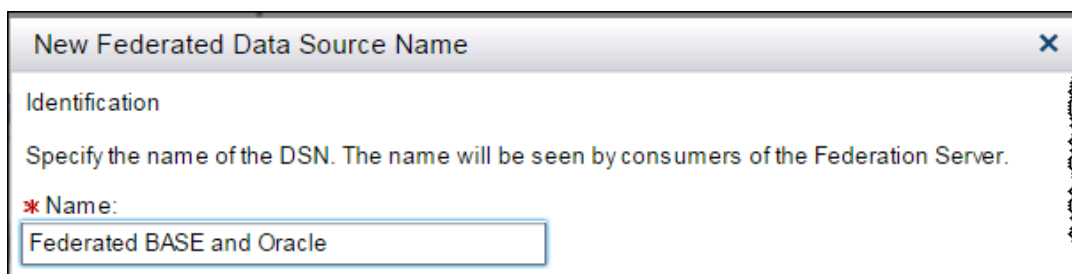 New Federated Data Source Name
Identification
Specify the name of the DSN. The name will be seen by consumers of the Federation Server.
* Name:
Federated BASE and Oracle